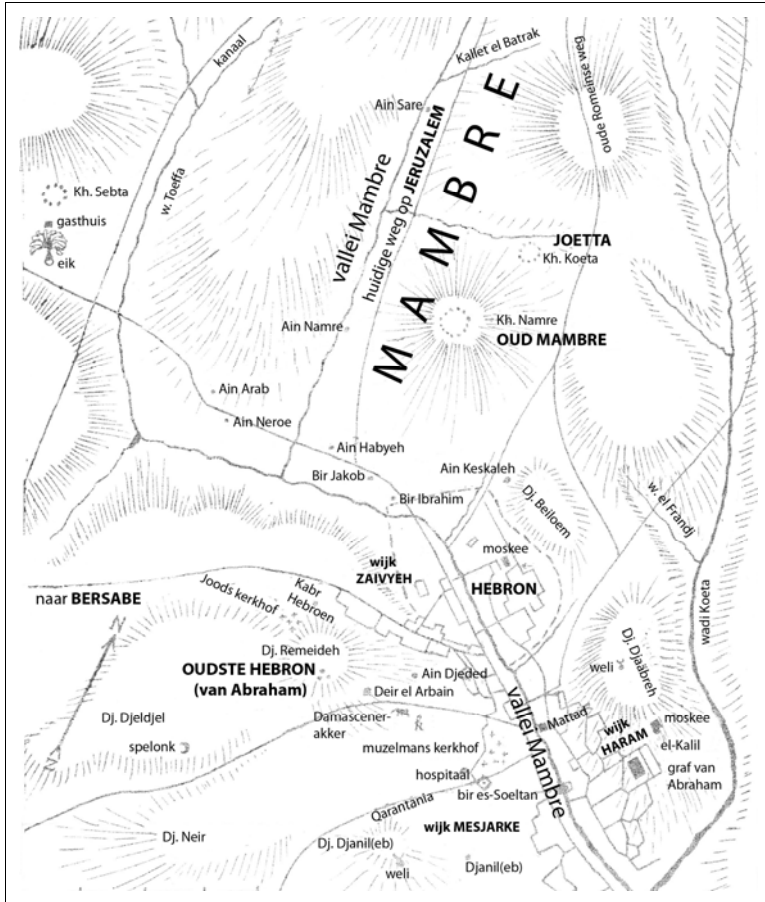 kanaal
Kallet el Batrak
oude Romeinse weg
Ain Sare
MAMBRE
vallei Mambre
huidige weg op JERUZALEM
w. Toeffa
Kh. Sebta
gasthuis
eik
JOETTA
Kh. Koeta
Ain Namre
Kh. Namre
OUD MAMBRE
Ain Arab
Ain Neroe
Ain Habyeh
Bir Jakob
Ain Keskaleh
Bir Ibrahim
Dj. Beiloem
w. el Frandj
wadi Koeta
moskee
wijk
ZAIVYEH
HEBRON
naar BERSABE
Joods kerkhof
Kabr
Hebroen
Dj. Remeideh
OUDSTE HEBRON
(van Abraham)
Ain Djeded
Deir el Arbain
weli
Dj. Djaäbreh
Dj. Djeldjel
Damascener-
akker
vallei Mambre
Mattad
wijk
HARAM
moskee
el-Kalil
graf van
Abraham
spelonk
muzelmans kerkhof
hospitaal
bir es-Soeltan
Qarantania
wijk MESJARKE
Dj. Neir
Dj. Djanil(eb)
weli
Djanil(eb)
N